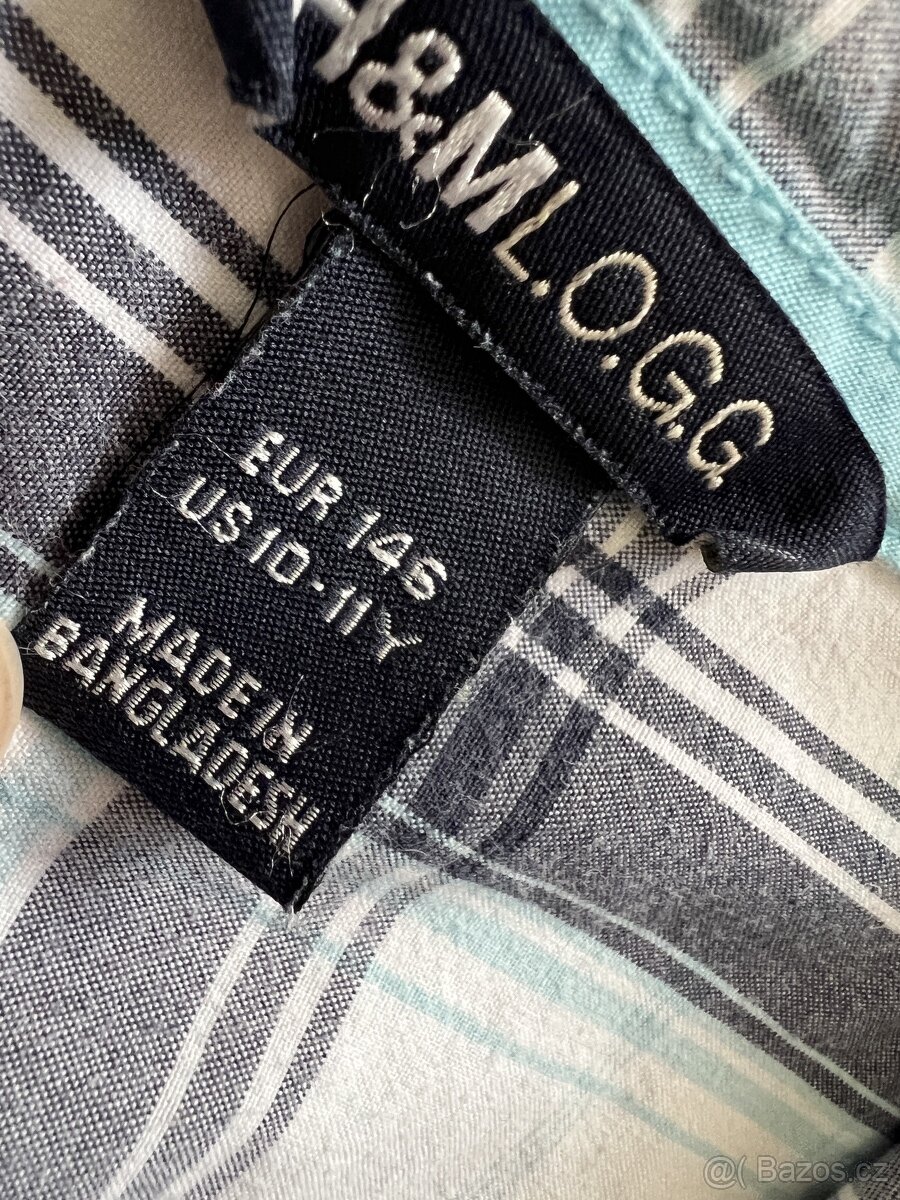 H&M L.O.G.G
EUR 146
US 10-11Y
MADE IN
BANGLADESH
@( Bazos.cz